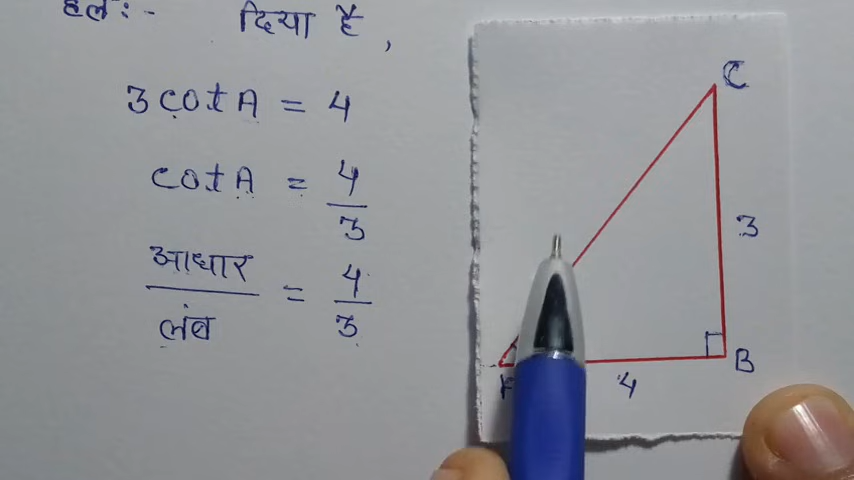 हल:- दिया है,
3 cot A = 4
cot A = 4/3
आधार/लंब = 4/3
C
3
B
4